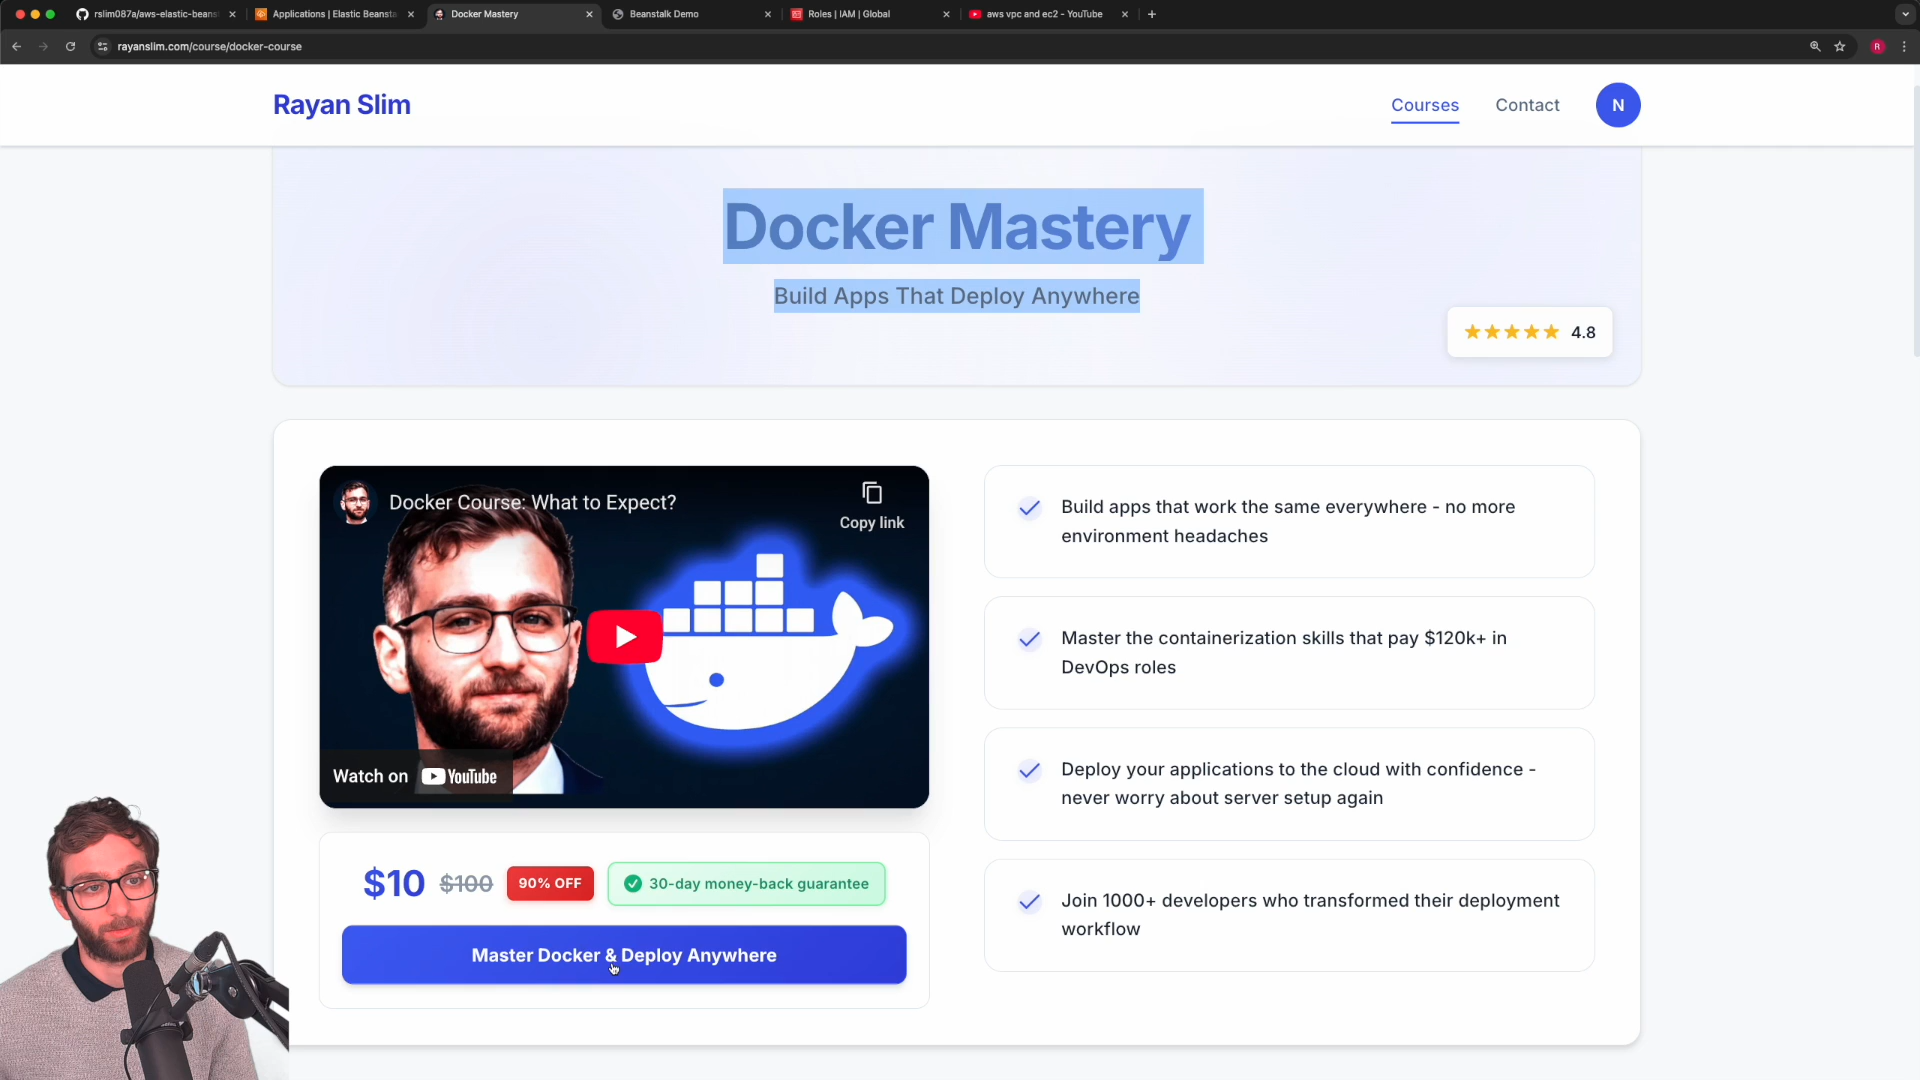 rslim087a/aws-elastic-beans
Applications | Elastic Beansta
Docker Mastery
Beanstalk Demo
Roles | IAM | Global
aws vpc and ec2 - YouTube
rayanslim.com/course/docker-course
R
Rayan Slim
Courses
Contact
N
Docker Mastery
Build Apps That Deploy Anywhere
4.8
Docker Course: What to Expect?
Copy link
Watch on YouTube
$10 $100 90% OFF 30-day money-back guarantee
Master Docker & Deploy Anywhere
Build apps that work the same everywhere - no more
environment headaches
Master the containerization skills that pay $120k+ in
DevOps roles
Deploy your applications to the cloud with confidence -
never worry about server setup again
Join 1000+ developers who transformed their deployment
workflow